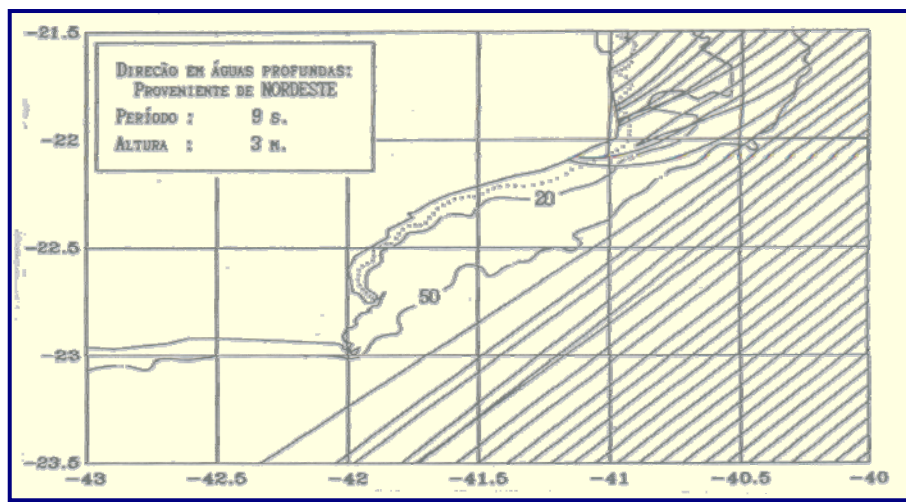 -21.5
DIREÇÃO EM ÁGUAS PROFUNDAS:
PROVENIENTE DE NORDESTE
PERÍODO : 9 s.
ALTURA : 3 M.
-22
20
-22.5
50
-23
-23.5
-43 -42.5 -42 -41.5 -41 -40.5 -40